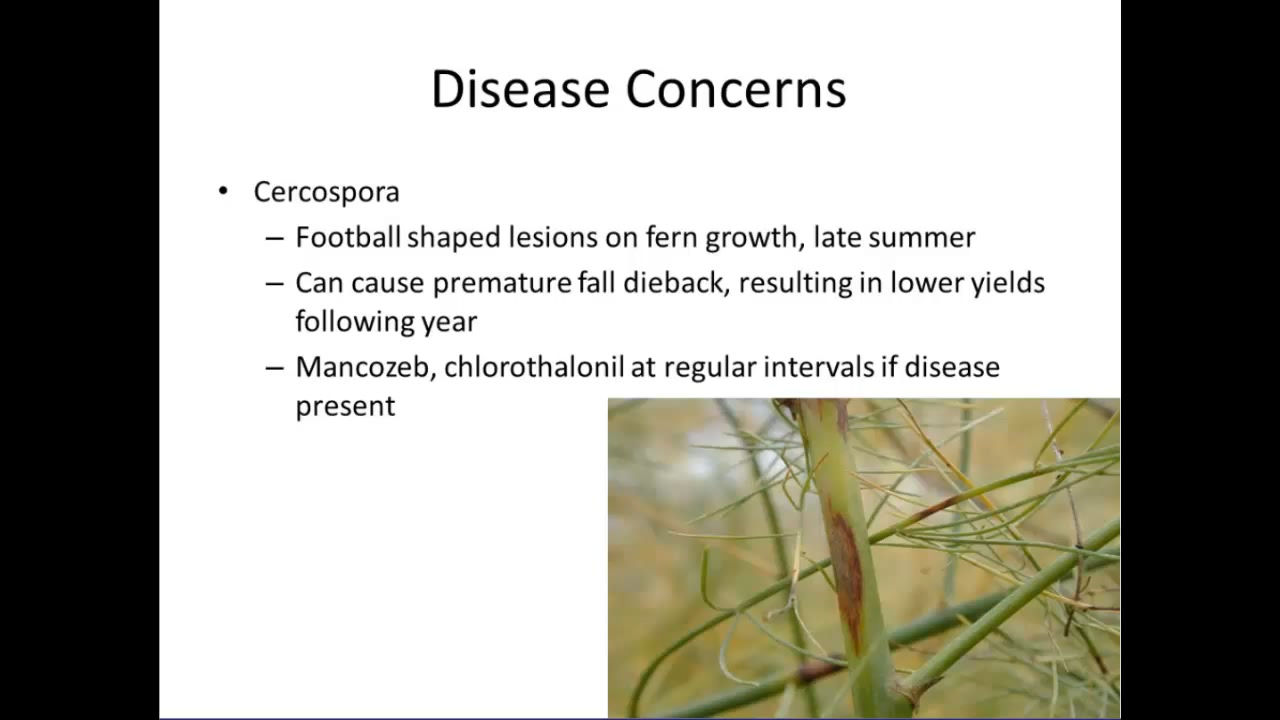 Disease Concerns
• Cercospora
– Football shaped lesions on fern growth, late summer
– Can cause premature fall dieback, resulting in lower yields
following year
– Mancozeb, chlorothalonil at regular intervals if disease
present